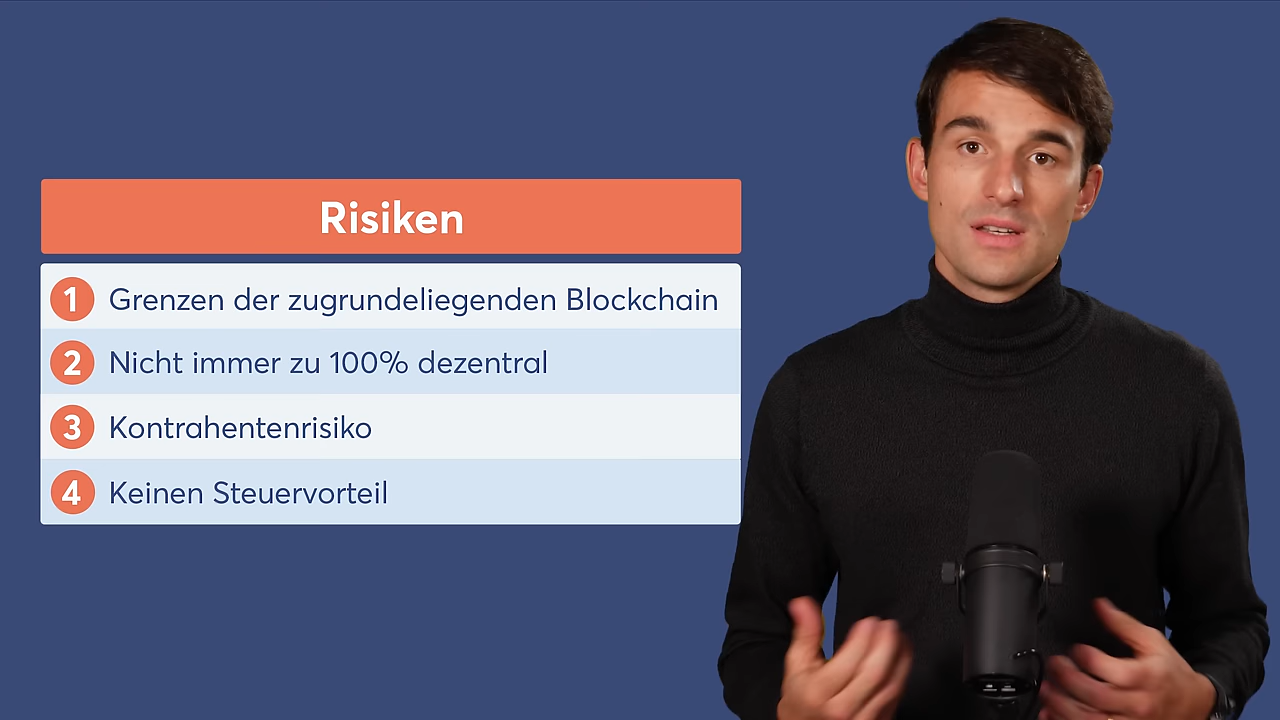 Risiken
1 Grenzen der zugrundeliegenden Blockchain
2 Nicht immer zu 100% dezentral
3 Kontrahentenrisiko
4 Keinen Steuervorteil